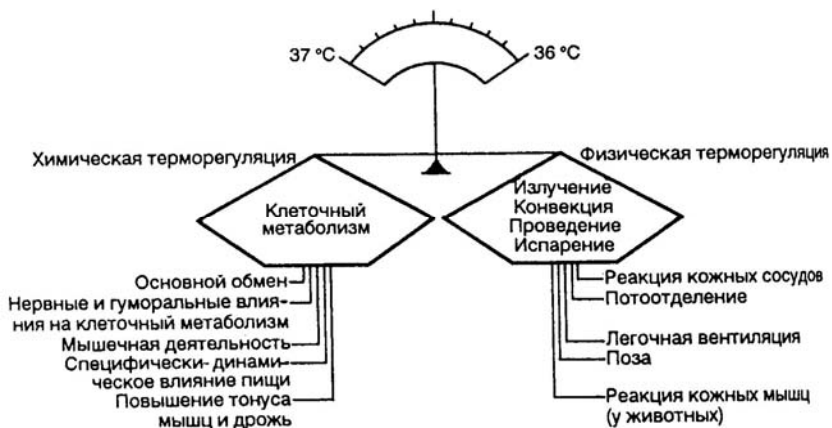 37 °C
36 °C
Химическая терморегуляция
Физическая терморегуляция
Клеточный
метаболизм
Излучение
Конвекция
Проведение
Испарение
Основной обмен
Нервные и гуморальные влия-
ния на клеточный метаболизм
Мышечная деятельность
Специфически- динами-
ческое влияние пищи
Повышение тонуса
мышц и дрожь
Реакция кожных сосудов
Потоотделение
Легочная вентиляция
Поза
Реакция кожных мышц
(у животных)